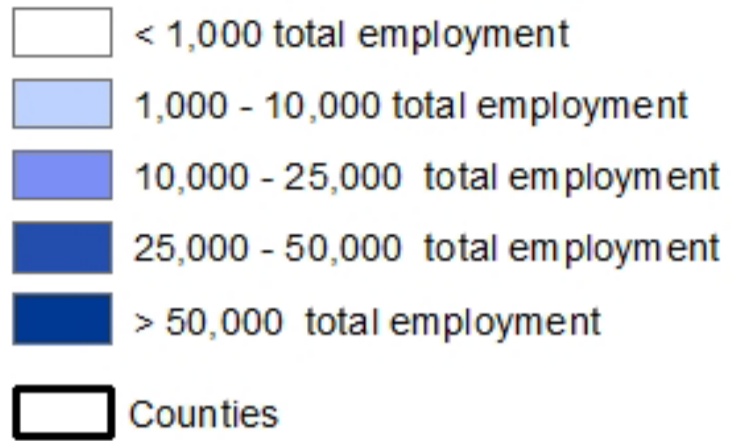 < 1,000 total employment
1,000 - 10,000 total employment
10,000 - 25,000 total employment
25,000 - 50,000 total employment
> 50,000 total employment
Counties